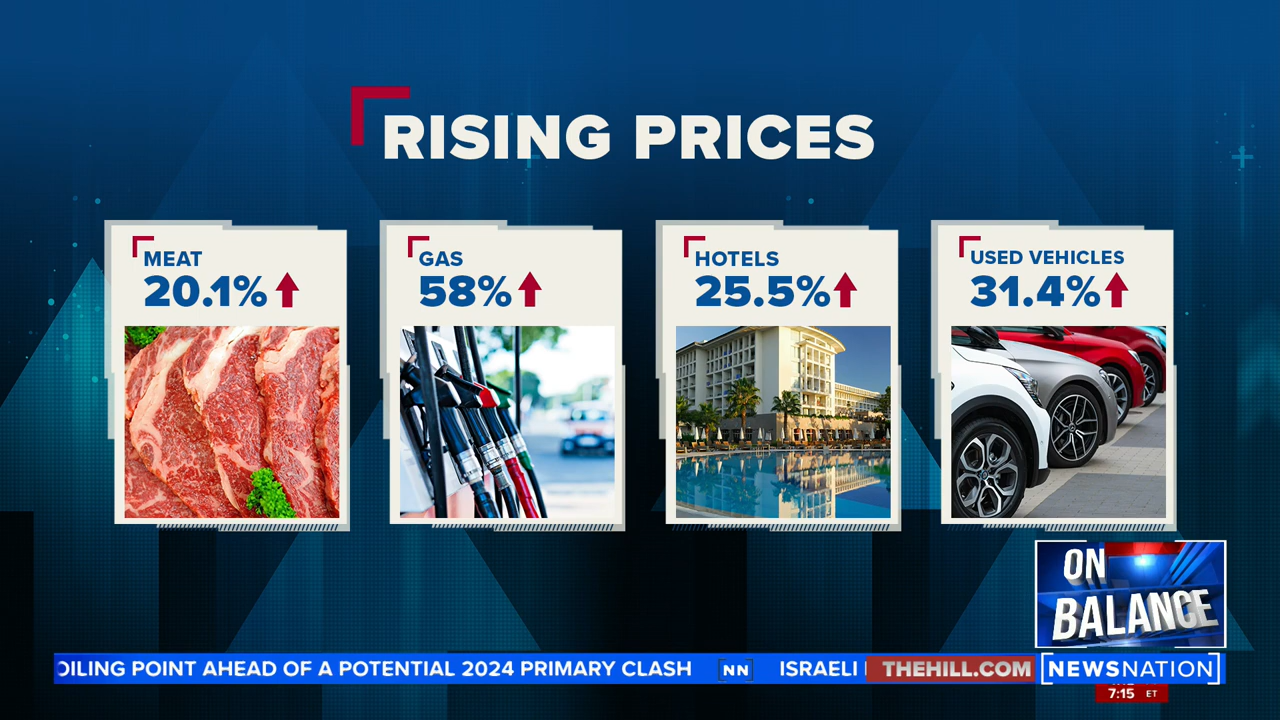 RISING PRICES
MEAT
20.1%
GAS
58%
HOTELS
25.5%
USED VEHICLES
31.4%
ON
BALANCE
POINT AHEAD OF A POTENTIAL 2024 PRIMARY CLASH NN ISRAELI THEHILL.COM NEWSNATION
7:15 ET